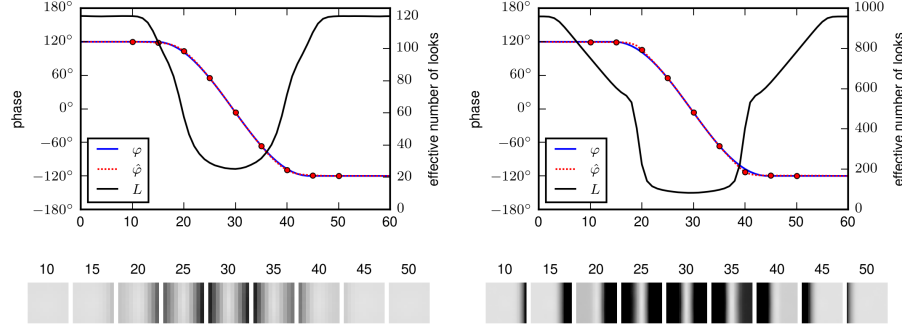 180°
120°
60°
0°
−60°
−120°
−180°
phase
120
100
80
60
40
20
0
effective number of looks
φ
φ̂
L
0 10 20 30 40 50 60
10 15 20 25 30 35 40 45 50
180°
120°
60°
0°
−60°
−120°
−180°
phase
1000
800
600
400
200
0
effective number of looks
φ
φ̂
L
0 10 20 30 40 50 60
10 15 20 25 30 35 40 45 50